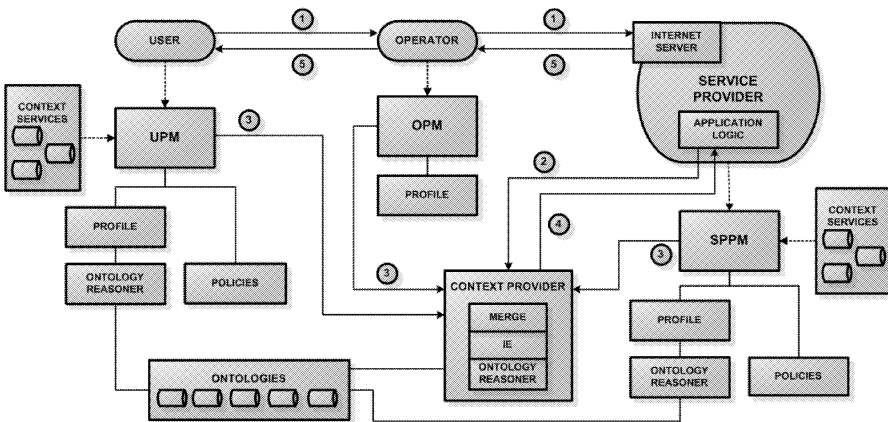 1
1
USER
OPERATOR
INTERNET
SERVER
5
5
SERVICE
PROVIDER
CONTEXT
SERVICES
UPM
3
OPM
APPLICATION
LOGIC
2
PROFILE
4
CONTEXT
SERVICES
PROFILE
SPPM
3
ONTOLOGY
REASONER
POLICIES
3
CONTEXT PROVIDER
MERGE
IE
ONTOLOGY
REASONER
PROFILE
ONTOLOGIES
ONTOLOGY
REASONER
POLICIES